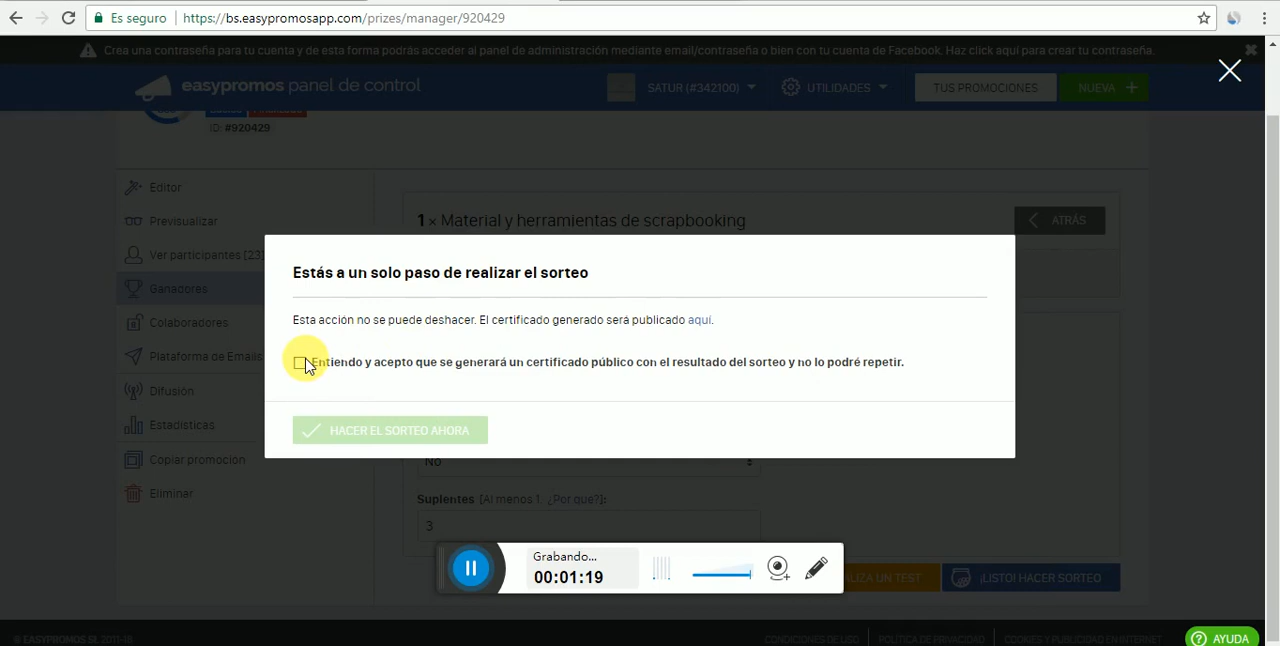 Es seguro
https://bs.easypromosapp.com/prizes/manager/920429
Crea una contraseña para tu cuenta y de esta forma podrás acceder al panel de administración mediante email/contraseña o bien con tu cuenta de Facebook. Haz click aquí para crear tu contraseña.
easypromos panel de control
SATUR (#342100)
UTILIDADES
TUS PROMOCIONES
NUEVA +
ID: #920429
Editor
Previsualizar
Ver participantes [23]
Ganadores
Colaboradores
Plataforma de Emails
Difusión
Estadísticas
Copiar promoción
Eliminar
1 × Material y herramientas de scrapbooking
ATRÁS
Estás a un solo paso de realizar el sorteo
Esta acción no se puede deshacer. El certificado generado será publicado aquí.
Entiendo y acepto que se generará un certificado público con el resultado del sorteo y no lo podré repetir.
HACER EL SORTEO AHORA
No
Suplentes [Al menos 1. ¿Por qué?]:
3
Grabando...
00:01:19
UN TEST
¡LISTO! HACER SORTEO
© EASYPROMOS SL 2011-18
CONDICIONES DE USO
POLÍTICA DE PRIVACIDAD
COOKIES Y PUBLICIDAD EN INTERNET
AYUDA